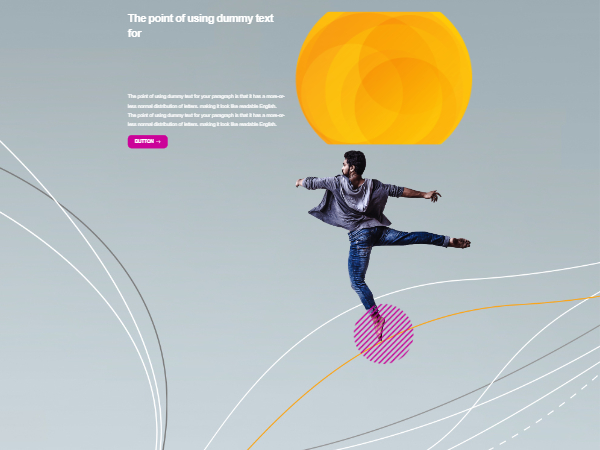 The point of using dummy text
for
The point of using dummy text for your paragraph is that it has a more-or-
less normal distribution of letters. making it look like readable English.
The point of using dummy text for your paragraph is that it has a more-or-
less normal distribution of letters. making it look like readable English.
BUTTON →